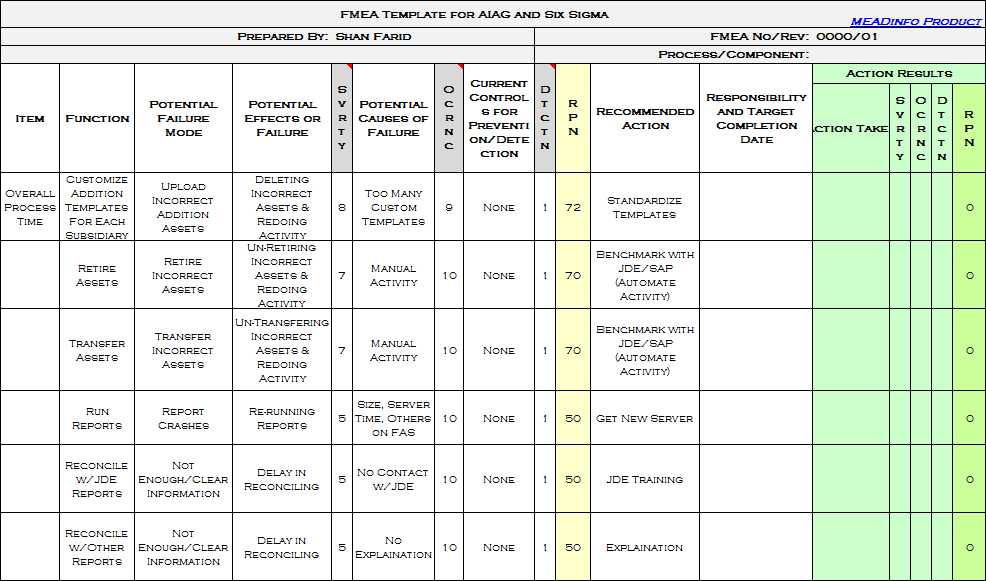 FMEA Template for AIAG and Six Sigma
MEADinfo Product
Prepared By: Shan Farid
FMEA No/Rev: 0000/01
Process/Component:
Item
Function
Potential
Failure
Mode
Potential
Effects or
Failure
S
V
R
T
Y
Potential
Causes of
Failure
O
C
R
N
C
Current
Control
s for
Preventi
on/Dete
ction
D
T
C
T
N
R
P
N
Recommended
Action
Responsibility
and Target
Completion
Date
Action Results
ction Take
S
V
R
T
Y
O
C
R
N
C
D
T
C
T
N
R
P
N
Overall
Process
Time
Customize
Addition
Templates
For Each
Subsidiary
Upload
Incorrect
Addition
Assets
Deleting
Incorrect
Assets &
Redoing
Activity
8
Too Many
Custom
Templates
9
None
1
72
Standardize
Templates
0
Retire
Assets
Retire
Incorrect
Assets
Un-Retiring
Incorrect
Assets &
Redoing
Activity
7
Manual
Activity
10
None
1
70
Benchmark with
JDE/SAP
(Automate
Activity)
0
Transfer
Assets
Transfer
Incorrect
Assets
Un-Transfering
Incorrect
Assets &
Redoing
Activity
7
Manual
Activity
10
None
1
70
Benchmark with
JDE/SAP
(Automate
Activity)
0
Run
Reports
Report
Crashes
Re-running
Reports
5
Size, Server
Time, Others
on FAS
10
None
1
50
Get New Server
0
Reconcile
w/JDE
Reports
Not
Enough/Clear
Information
Delay in
Reconciling
5
No Contact
w/JDE
10
None
1
50
JDE Training
0
Reconcile
w/Other
Reports
Not
Enough/Clear
Information
Delay in
Reconciling
5
No
Explaination
10
None
1
50
Explaination
0